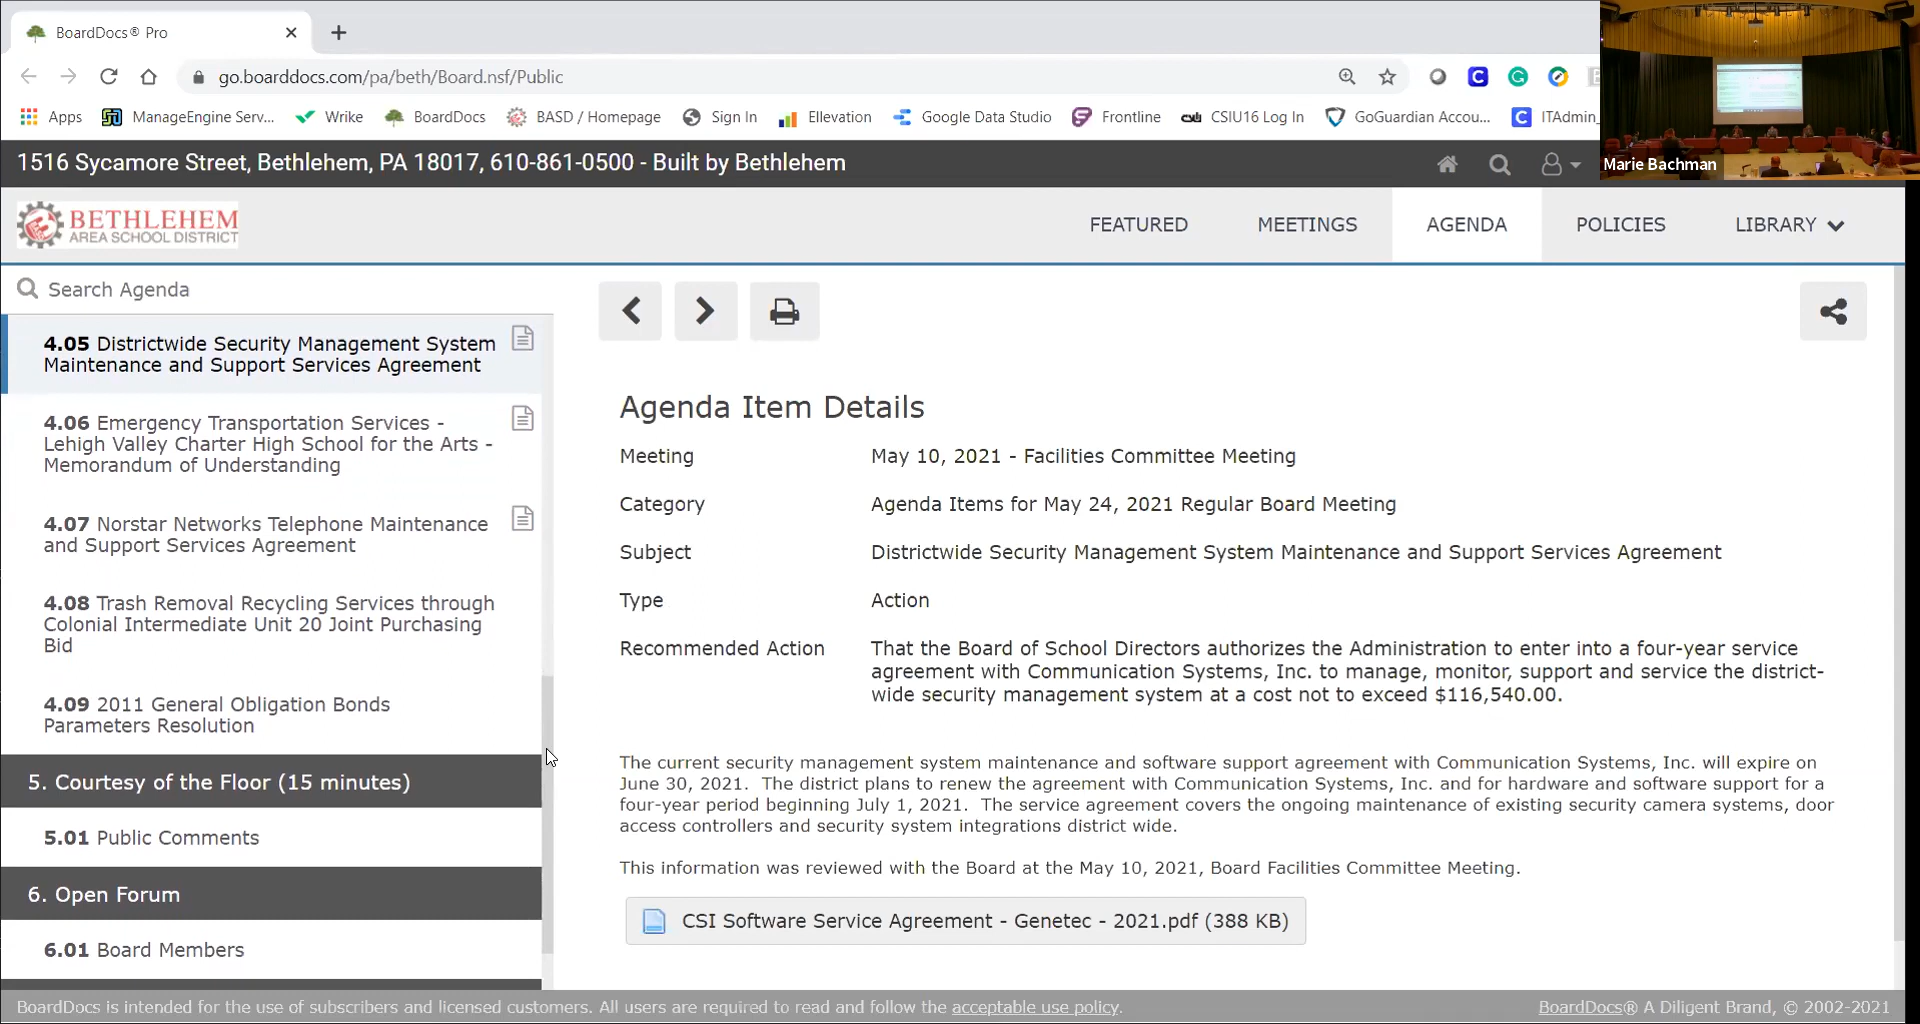 BoardDocs® Pro
go.boarddocs.com/pa/beth/Board.nsf/Public
Apps
ManageEngine Serv...
Wrike
BoardDocs
BASD / Homepage
Sign In
Ellevation
Google Data Studio
Frontline
CSIU16 Log In
GoGuardian Accou...
ITAdmin
Marie Bachman
1516 Sycamore Street, Bethlehem, PA 18017, 610-861-0500 - Built by Bethlehem
BETHLEHEM
AREA SCHOOL DISTRICT
FEATURED
MEETINGS
AGENDA
POLICIES
LIBRARY
Search Agenda
4.05 Districtwide Security Management System
Maintenance and Support Services Agreement
4.06 Emergency Transportation Services -
Lehigh Valley Charter High School for the Arts -
Memorandum of Understanding
4.07 Norstar Networks Telephone Maintenance
and Support Services Agreement
4.08 Trash Removal Recycling Services through
Colonial Intermediate Unit 20 Joint Purchasing
Bid
4.09 2011 General Obligation Bonds
Parameters Resolution
5. Courtesy of the Floor (15 minutes)
5.01 Public Comments
6. Open Forum
6.01 Board Members
Agenda Item Details
Meeting
May 10, 2021 - Facilities Committee Meeting
Category
Agenda Items for May 24, 2021 Regular Board Meeting
Subject
Districtwide Security Management System Maintenance and Support Services Agreement
Type
Action
Recommended Action
That the Board of School Directors authorizes the Administration to enter into a four-year service
agreement with Communication Systems, Inc. to manage, monitor, support and service the district-
wide security management system at a cost not to exceed $116,540.00.
The current security management system maintenance and software support agreement with Communication Systems, Inc. will expire on
June 30, 2021.  The district plans to renew the agreement with Communication Systems, Inc. and for hardware and software support for a
four-year period beginning July 1, 2021.  The service agreement covers the ongoing maintenance of existing security camera systems, door
access controllers and security system integrations district wide.
This information was reviewed with the Board at the May 10, 2021, Board Facilities Committee Meeting.
CSI Software Service Agreement - Genetec - 2021.pdf (388 KB)
BoardDocs is intended for the use of subscribers and licensed customers. All users are required to read and follow the acceptable use policy.
BoardDocs® A Diligent Brand, © 2002-2021